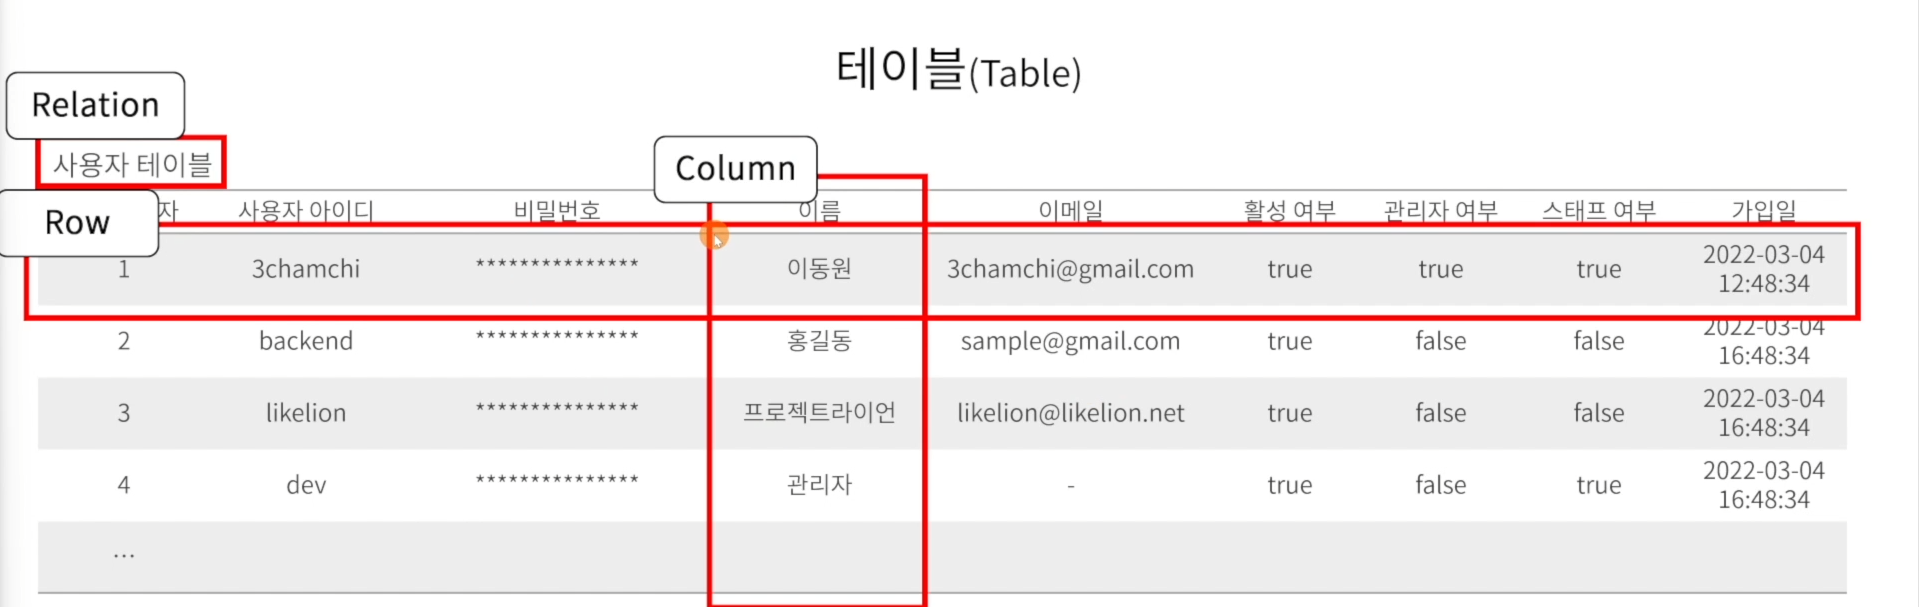 테이블(Table)
Relation
사용자 테이블
Column
Row
자 사용자 아이디 비밀번호 이름 이메일 활성 여부 관리자 여부 스태프 여부 가입일
1 3chamchi *************** 이동원 3chamchi@gmail.com true true true 2022-03-04 12:48:34
2 backend *************** 홍길동 sample@gmail.com true false false 2022-03-04 16:48:34
3 likelion *************** 프로젝트라이언 likelion@likelion.net true false false 2022-03-04 16:48:34
4 dev *************** 관리자 - true false true 2022-03-04 16:48:34
...